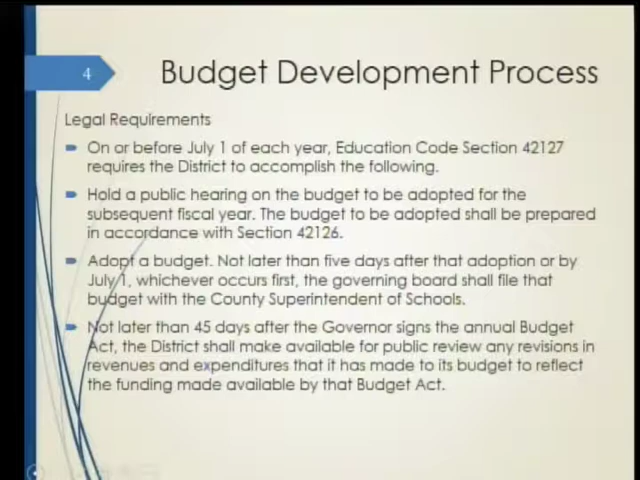 4
Budget Development Process
Legal Requirements
On or before July 1 of each year, Education Code Section 42127
requires the District to accomplish the following.
Hold a public hearing on the budget to be adopted for the
subsequent fiscal year. The budget to be adopted shall be prepared
in accordance with Section 42126.
Adopt a budget. Not later than five days after that adoption or by
July 1, whichever occurs first, the governing board shall file that
budget with the County Superintendent of Schools.
Not later than 45 days after the Governor signs the annual Budget
Act, the District shall make available for public review any revisions in
revenues and expenditures that it has made to its budget to reflect
the funding made available by that Budget Act.